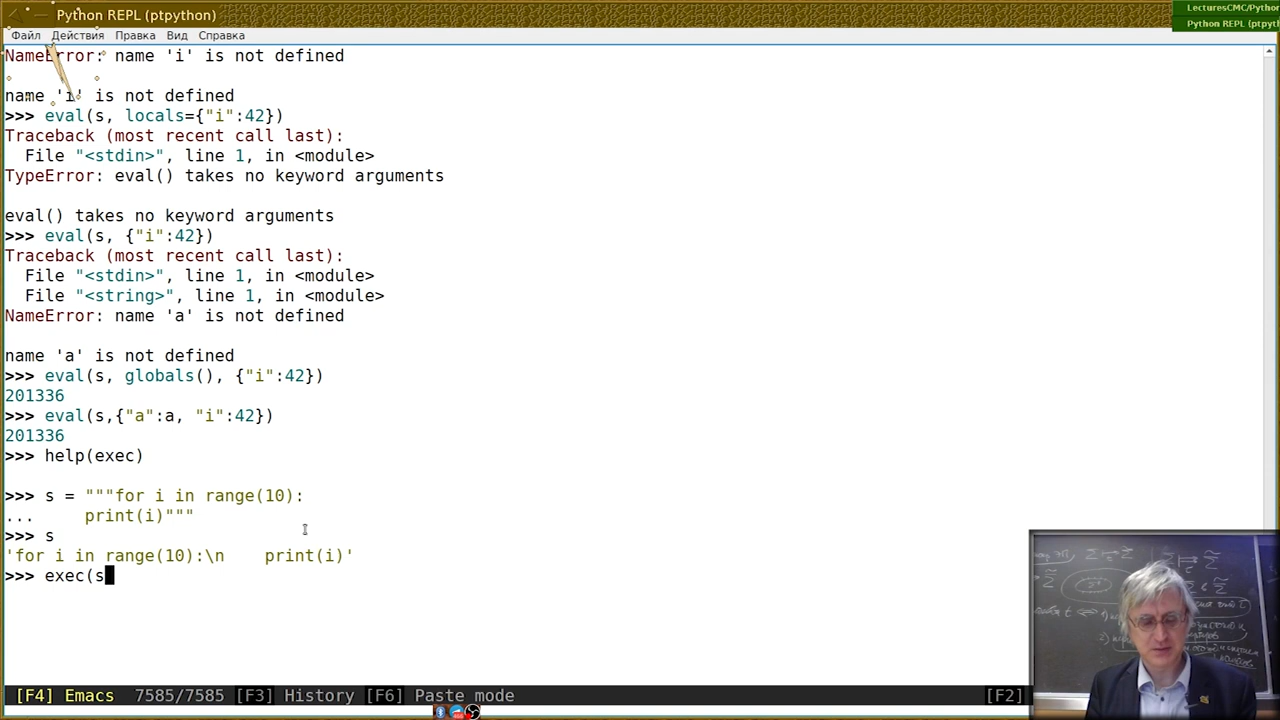 Python REPL (ptpython)
LecturesCMC/Python
Python REPL (ptpyth
Файл Действия Правка Вид Справка
NameError: name 'i' is not defined
name 'i' is not defined
>>> eval(s, locals={"i":42})
Traceback (most recent call last):
  File "<stdin>", line 1, in <module>
TypeError: eval() takes no keyword arguments
eval() takes no keyword arguments
>>> eval(s, {"i":42})
Traceback (most recent call last):
  File "<stdin>", line 1, in <module>
  File "<string>", line 1, in <module>
NameError: name 'a' is not defined
name 'a' is not defined
>>> eval(s, globals(), {"i":42})
201336
>>> eval(s,{"a":a, "i":42})
201336
>>> help(exec)
>>> s = """for i in range(10):
...     print(i)"""
>>> s
'for i in range(10):\n    print(i)'
>>> exec(s
[F4] Emacs 7585/7585 [F3] History [F6] Paste mode [F2]